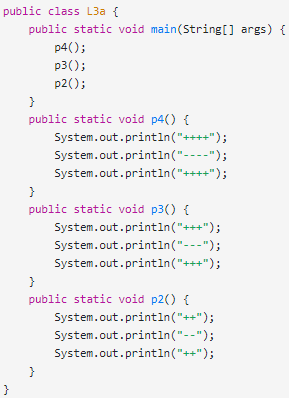 public class L3a {
    public static void main(String[] args) {
        p4();
        p3();
        p2();
    }
    public static void p4() {
        System.out.println("++++");
        System.out.println("----");
        System.out.println("++++");
    }
    public static void p3() {
        System.out.println("+++");
        System.out.println("---");
        System.out.println("+++");
    }
    public static void p2() {
        System.out.println("++");
        System.out.println("--");
        System.out.println("++");
    }
}